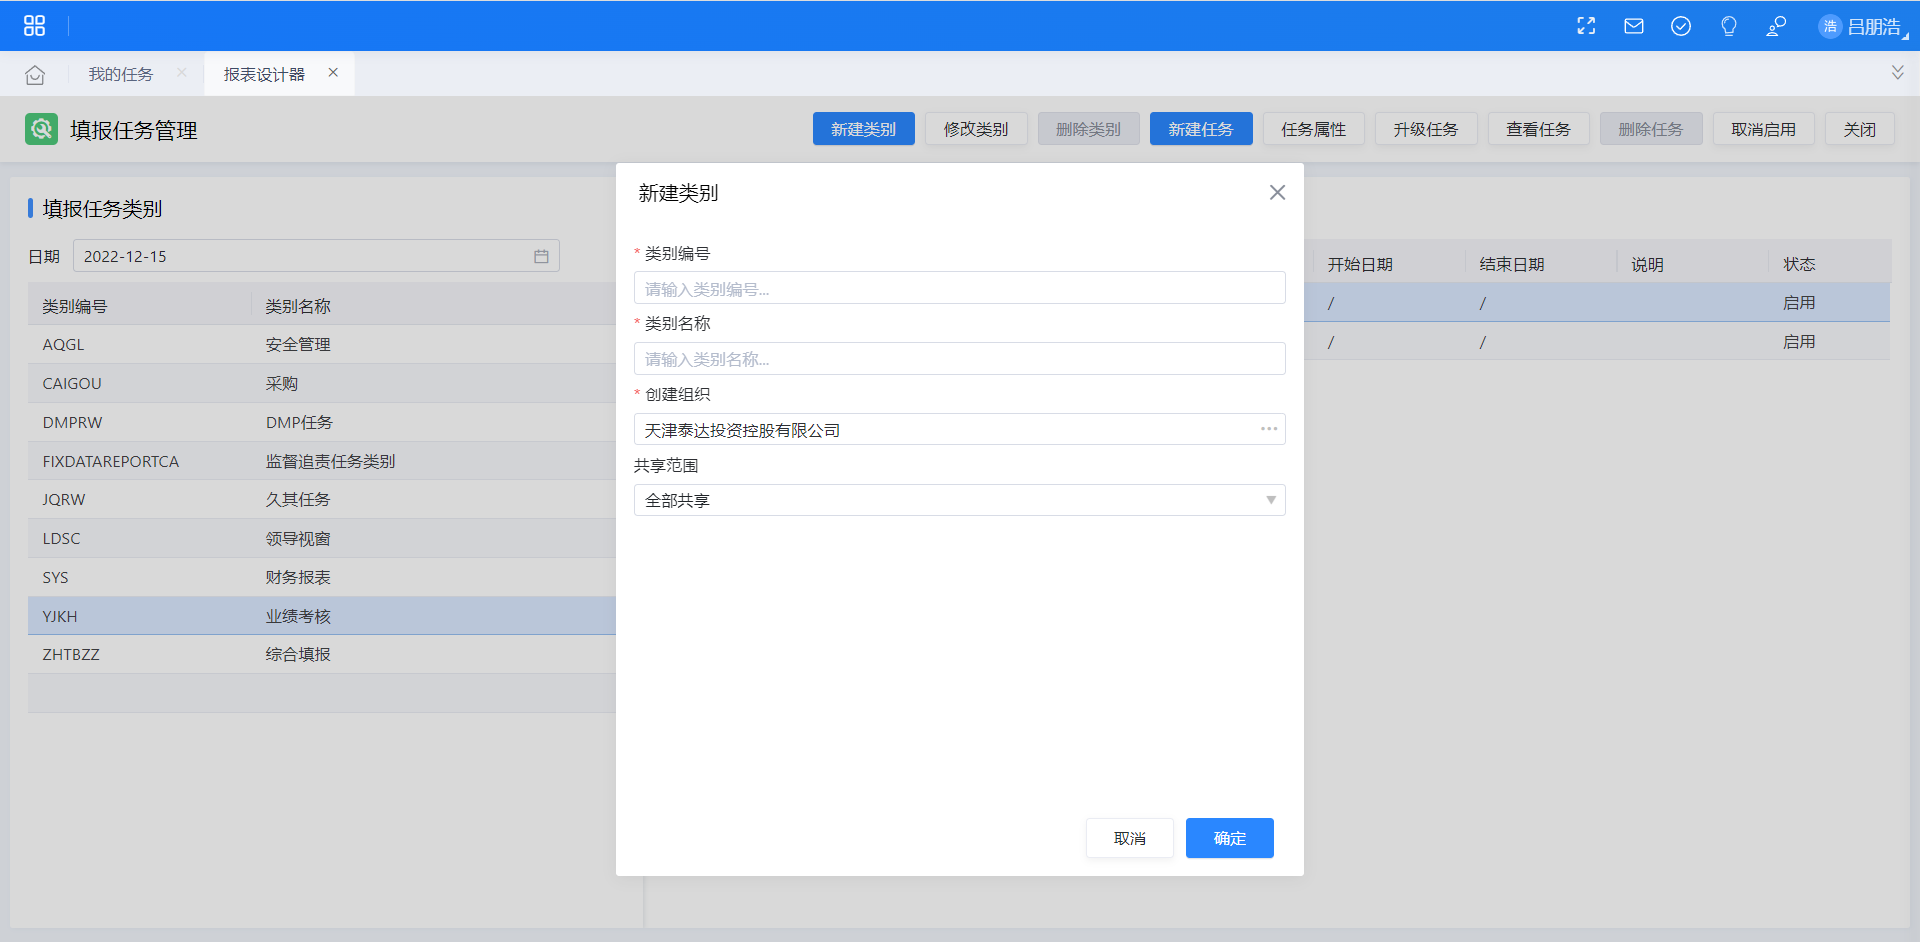 浩 吕朋浩
我的任务 报表设计器
填报任务管理 新建类别 修改类别 删除类别 新建任务 任务属性 升级任务 查看任务 删除任务 取消启用 关闭
填报任务类别
日期 2022-12-15
类别编号 类别名称
AQGL 安全管理
CAIGOU 采购
DMPRW DMP任务
FIXDATAREPORTCA 监督追责任务类别
JQRW 久其任务
LDSC 领导视窗
SYS 财务报表
YJKH 业绩考核
ZHTBZZ 综合填报
新建类别
* 类别编号
请输入类别编号...
* 类别名称
请输入类别名称...
* 创建组织
天津泰达投资控股有限公司 ...
共享范围
全部共享
取消 确定
开始日期 结束日期 说明 状态
/ / 启用
/ / 启用